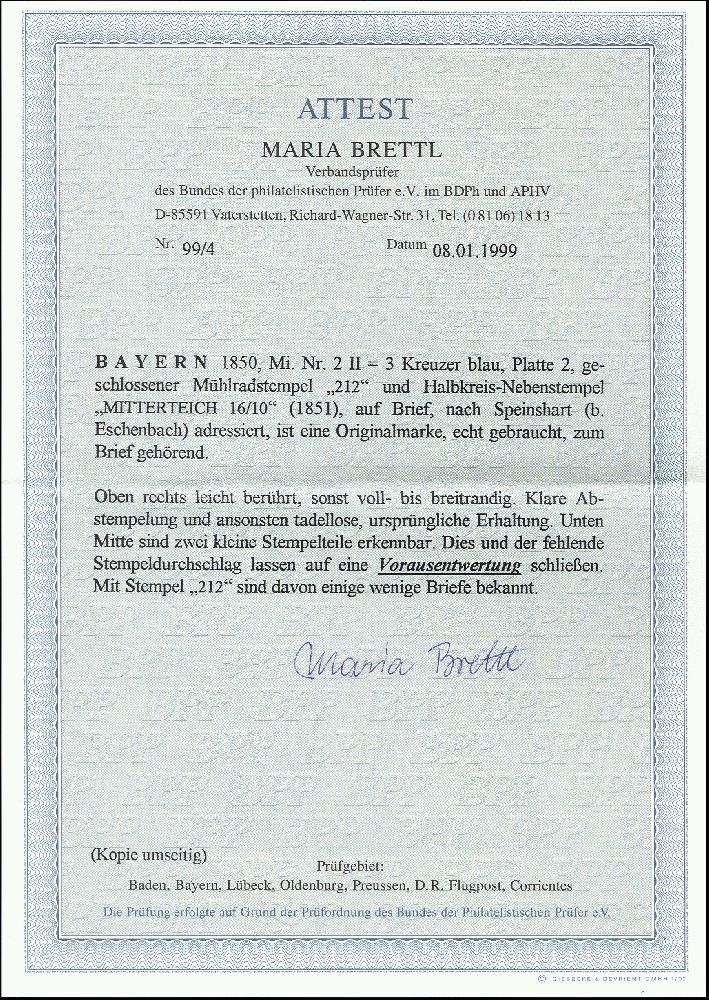 ATTEST
MARIA BRETTL
Verbandsprüfer
des Bundes der philatelistischen Prüfer e.V. im BDPh und APHV
D-85591 Vaterstetten, Richard-Wagner-Str. 31, Tel. (0 81 06) 18 13
Nr. 99/4 Datum 08.01.1999
BAYERN 1850, Mi. Nr. 2 II = 3 Kreuzer blau, Platte 2, ge-
schlossener Mühlradstempel „212“ und Halbkreis-Nebenstempel
„MITTERTEICH 16/10“ (1851), auf Brief, nach Speinshart (b.
Eschenbach) adressiert, ist eine Originalmarke, echt gebraucht, zum
Brief gehörend.
Oben rechts leicht berührt, sonst voll- bis breitrandig. Klare Ab-
stempelung und ansonsten tadellose, ursprüngliche Erhaltung. Unten
Mitte sind zwei kleine Stempelteile erkennbar. Dies und der fehlende
Stempeldurchschlag lassen auf eine Vorausentwertung schließen.
Mit Stempel „212“ sind davon einige wenige Briefe bekannt.
Maria Brettl
(Kopie umseitig)
Prüfgebiet:
Baden, Bayern, Lübeck, Oldenburg, Preussen, D.R. Flugpost, Corrientes
Die Prüfung erfolgte auf Grund der Prüfordnung des Bundes der Philatelistischen Prüfer e.V.
© GIESECKE & DEVRIENT GMBH